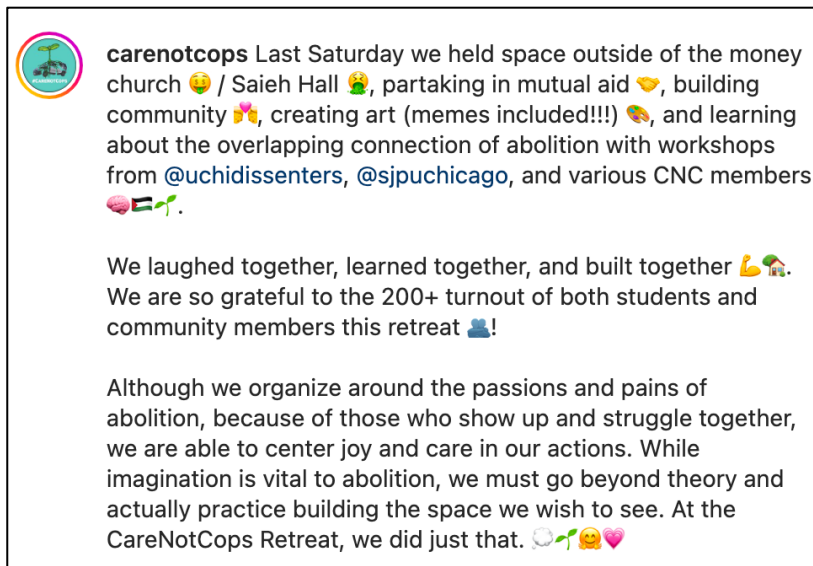 carenotcops Last Saturday we held space outside of the money
church 🤑 / Saieh Hall 🤮, partaking in mutual aid 🤝, building
community 💏, creating art (memes included!!!) 🎨, and learning
about the overlapping connection of abolition with workshops
from @uchidissenters, @sjpuchicago, and various CNC members
🧠🇵🇸🌱.
We laughed together, learned together, and built together 💪🏡.
We are so grateful to the 200+ turnout of both students and
community members this retreat 🫂!
Although we organize around the passions and pains of
abolition, because of those who show up and struggle together,
we are able to center joy and care in our actions. While
imagination is vital to abolition, we must go beyond theory and
actually practice building the space we wish to see. At the
CareNotCops Retreat, we did just that. 💭🌱🤗💗